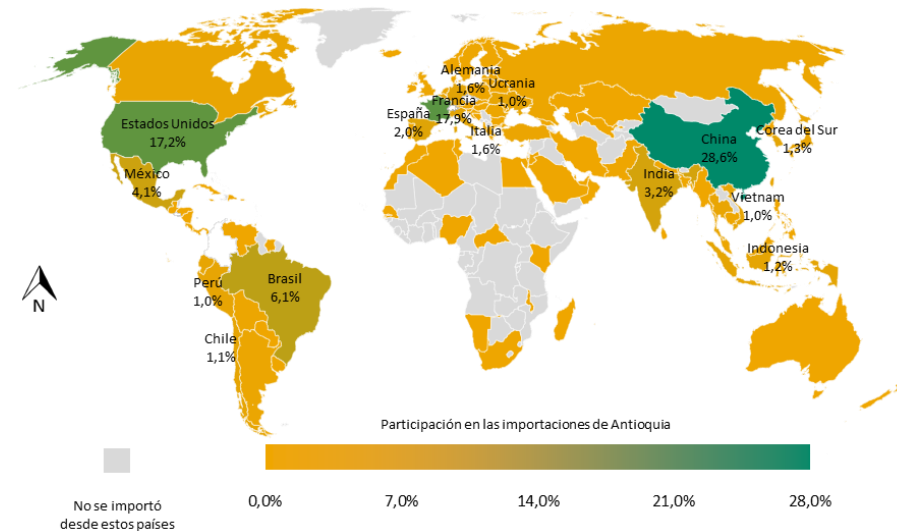 Alemania
1,6%
Ucrania
1,0%
Francia
17,9%
España
2,0%
Italia
1,6%
Estados Unidos
17,2%
México
4,1%
China
28,6%
Corea del Sur
1,3%
India
3,2%
Vietnam
1,0%
Indonesia
1,2%
Perú
1,0%
Brasil
6,1%
Chile
1,1%
N
Participación en las importaciones de Antioquia
No se importó
desde estos países
0,0%
7,0%
14,0%
21,0%
28,0%